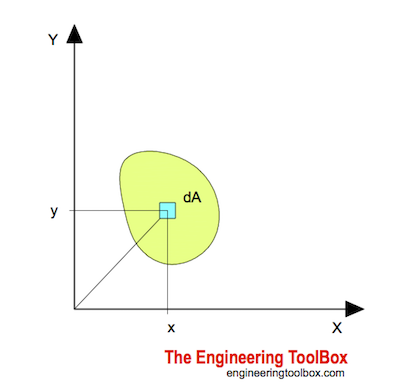 Y
dA
y
x
X
The Engineering ToolBox
engineeringtoolbox.com